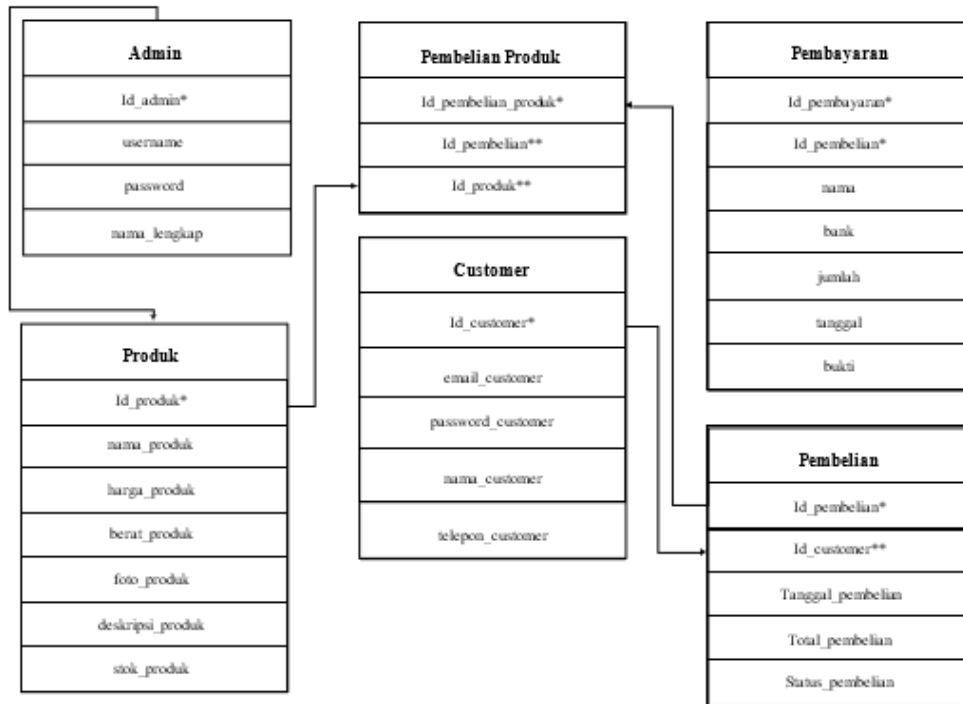 Admin
Id_admin*
username
password
nama_lengkap
Produk
Id_produk*
nama_produk
harga_produk
berat_produk
foto_produk
deskripsi_produk
stok_produk
Pembelian Produk
Id_pembelian_produk*
Id_pembelian**
Id_produk**
Customer
Id_customer*
email_customer
password_customer
nama_customer
telepon_customer
Pembayaran
Id_pembayaran*
Id_pembelian*
nama
bank
jumlah
tanggal
bukti
Pembelian
Id_pembelian*
Id_customer**
Tanggal_pembelian
Total_pembelian
Status_pembelian